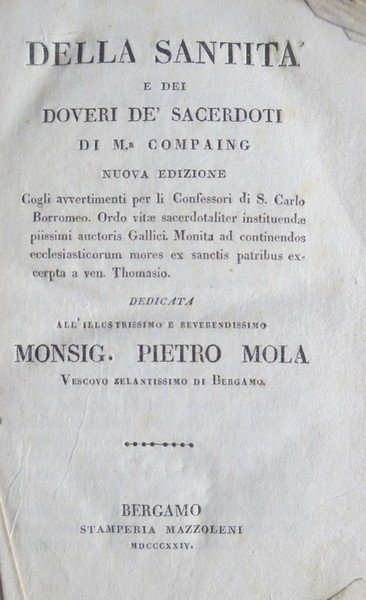 DELLA SANTITA'
E DEI
DOVERI DE' SACERDOTI
DI M.R COMPAING
NUOVA EDIZIONE
Cogli avvertimenti per li Confessori di S. Carlo
Borromeo. Ordo vitæ sacerdotaliter instituendæ
piissimi auctoris Gallici. Monita ad continendos
ecclesiasticorum mores ex sanctis patribus ex-
cerpta a ven. Thomasio.
DEDICATA
ALL'ILLUSTRISSIMO E REVERENDISSIMO
MONSIG. PIETRO MOLA
VESCOVO ZELANTISSIMO DI BERGAMO.
BERGAMO
STAMPERIA MAZZOLENI
MDCCCXXIV.